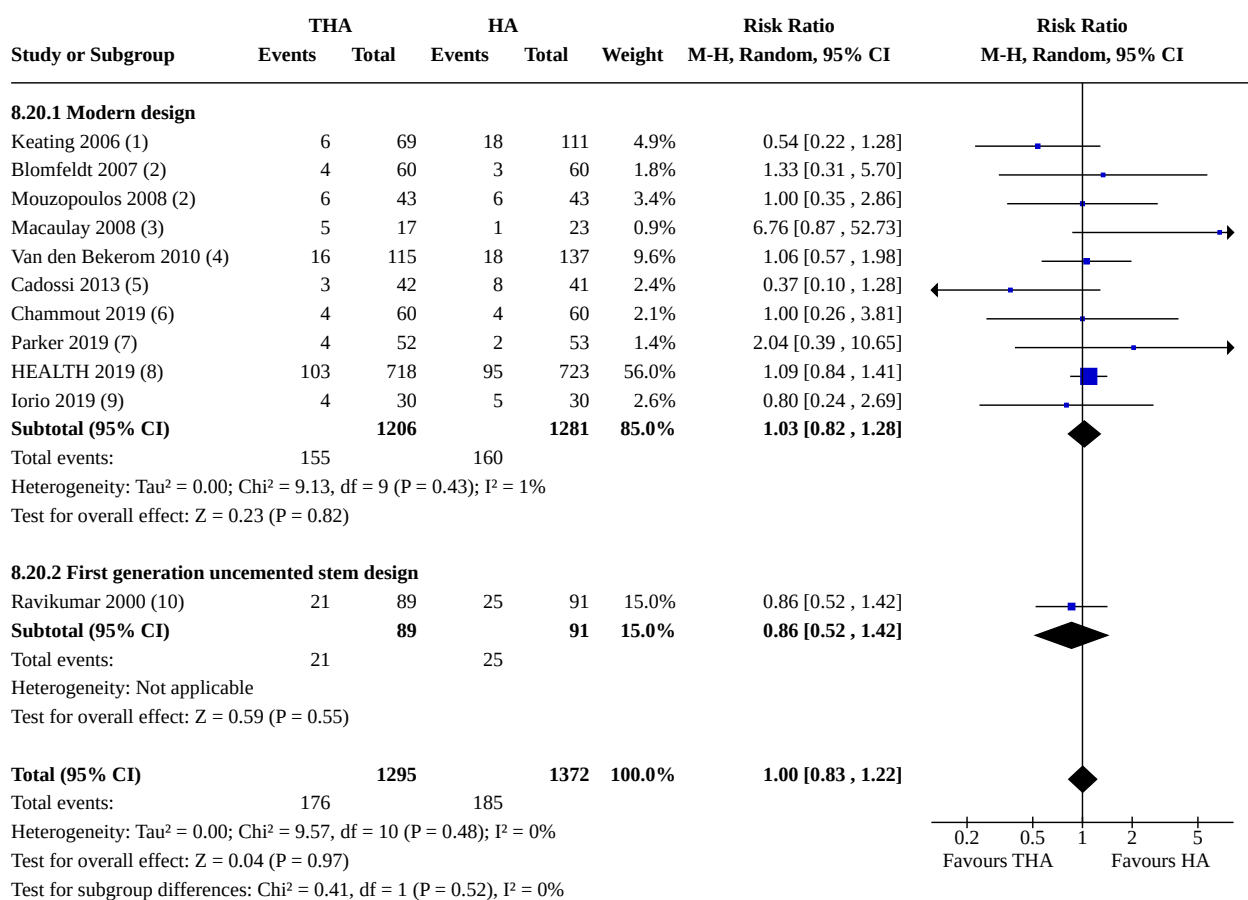 THA HA Risk Ratio Risk Ratio
Study or Subgroup Events Total Events Total Weight M-H, Random, 95% CI M-H, Random, 95% CI
8.20.1 Modern design
Keating 2006 (1) 6 69 18 111 4.9% 0.54 [0.22 , 1.28]
Blomfeldt 2007 (2) 4 60 3 60 1.8% 1.33 [0.31 , 5.70]
Mouzopoulos 2008 (2) 6 43 6 43 3.4% 1.00 [0.35 , 2.86]
Macaulay 2008 (3) 5 17 1 23 0.9% 6.76 [0.87 , 52.73]
Van den Bekerom 2010 (4) 16 115 18 137 9.6% 1.06 [0.57 , 1.98]
Cadossi 2013 (5) 3 42 8 41 2.4% 0.37 [0.10 , 1.28]
Chammout 2019 (6) 4 60 4 60 2.1% 1.00 [0.26 , 3.81]
Parker 2019 (7) 4 52 2 53 1.4% 2.04 [0.39 , 10.65]
HEALTH 2019 (8) 103 718 95 723 56.0% 1.09 [0.84 , 1.41]
Iorio 2019 (9) 4 30 5 30 2.6% 0.80 [0.24 , 2.69]
Subtotal (95% CI) 1206 1281 85.0% 1.03 [0.82 , 1.28]
Total events: 155 160
Heterogeneity: Tau² = 0.00; Chi² = 9.13, df = 9 (P = 0.43); I² = 1%
Test for overall effect: Z = 0.23 (P = 0.82)
8.20.2 First generation uncemented stem design
Ravikumar 2000 (10) 21 89 25 91 15.0% 0.86 [0.52 , 1.42]
Subtotal (95% CI) 89 91 15.0% 0.86 [0.52 , 1.42]
Total events: 21 25
Heterogeneity: Not applicable
Test for overall effect: Z = 0.59 (P = 0.55)
Total (95% CI) 1295 1372 100.0% 1.00 [0.83 , 1.22]
Total events: 176 185
Heterogeneity: Tau² = 0.00; Chi² = 9.57, df = 10 (P = 0.48); I² = 0%
0.2 0.5 1 2 5
Test for overall effect: Z = 0.04 (P = 0.97)
Favours THA Favours HA
Test for subgroup differences: Chi² = 0.41, df = 1 (P = 0.52), I² = 0%